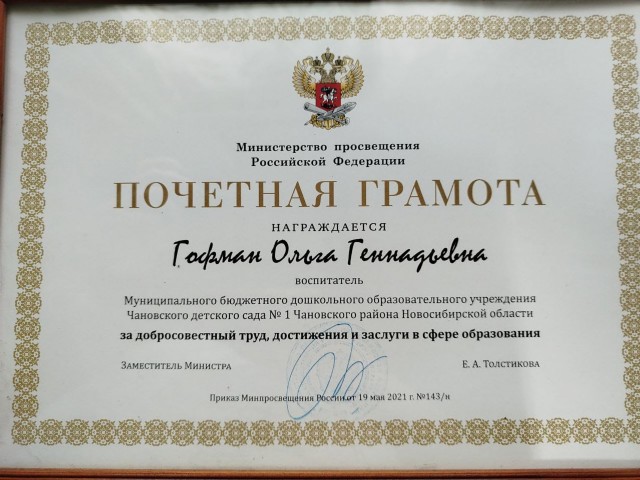 Министерство просвещения
Российской Федерации
ПОЧЕТНАЯ ГРАМОТА
НАГРАЖДАЕТСЯ
Гофман Ольга Геннадьевна
воспитатель
Муниципального бюджетного дошкольного образовательного учреждения
Чановского детского сада № 1 Чановского района Новосибирской области
за добросовестный труд, достижения и заслуги в сфере образования
Заместитель Министра Е. А. Толстикова
Приказ Минпросвещения России от 19 мая 2021 г. №143/н